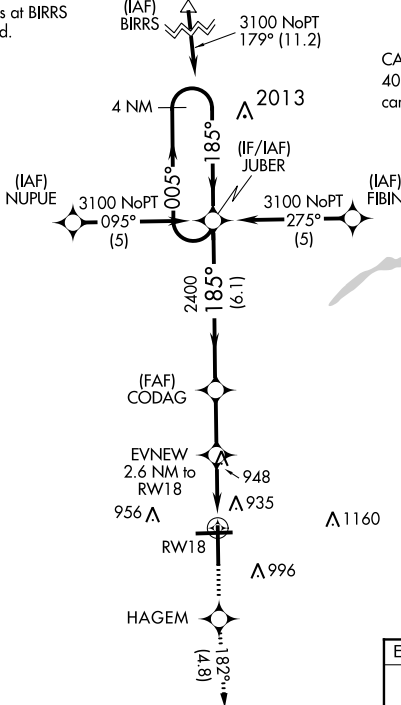 s at BIRRS
d.
(IAF)
BIRRS
3100 NoPT
179° (11.2)
CA
40
can
4 NM
2013
005°
185°
(IF/IAF)
JUBER
(IAF)
NUPUE
3100 NoPT
095°
(5)
3100 NoPT
275°
(5)
(IAF)
FIBIN
2400
185°
(6.1)
(FAF)
CODAG
EVNEW
2.6 NM to
RW18
948
935
956
1160
RW18
996
HAGEM
182°
(4.8)
E